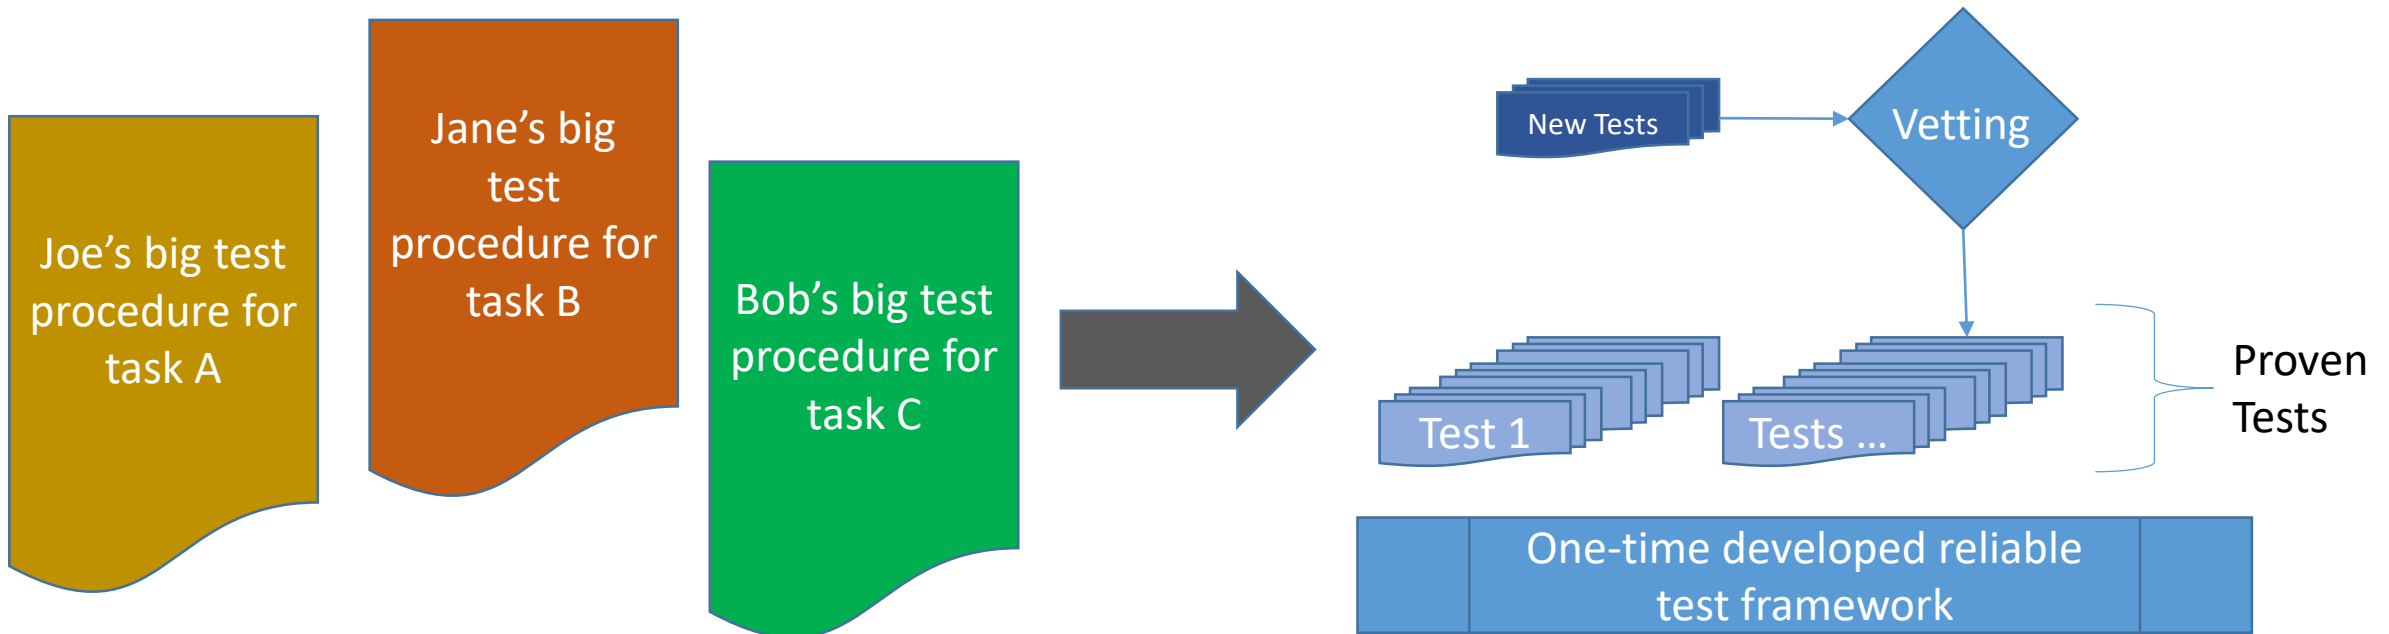 Joe’s big test
procedure for
task A
Jane’s big
test
procedure for
task B
Bob’s big test
procedure for
task C
New Tests
Vetting
Test 1
Tests ...
Proven
Tests
One-time developed reliable
test framework